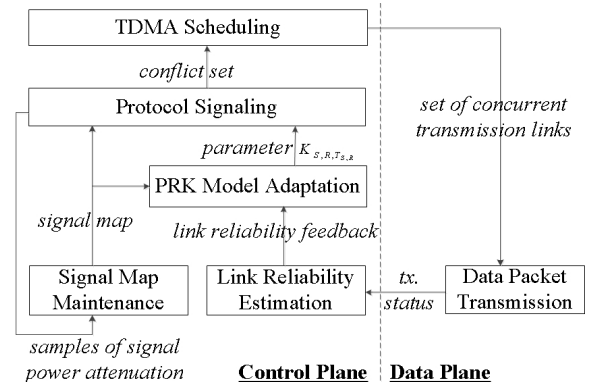 TDMA Scheduling
conflict set
Protocol Signaling
set of concurrent
transmission links
parameter K S,R,T S,R
PRK Model Adaptation
signal map
link reliability feedback
Signal Map
Maintenance
Link Reliability
Estimation
tx.
status
Data Packet
Transmission
samples of signal
power attenuation
Control Plane
Data Plane